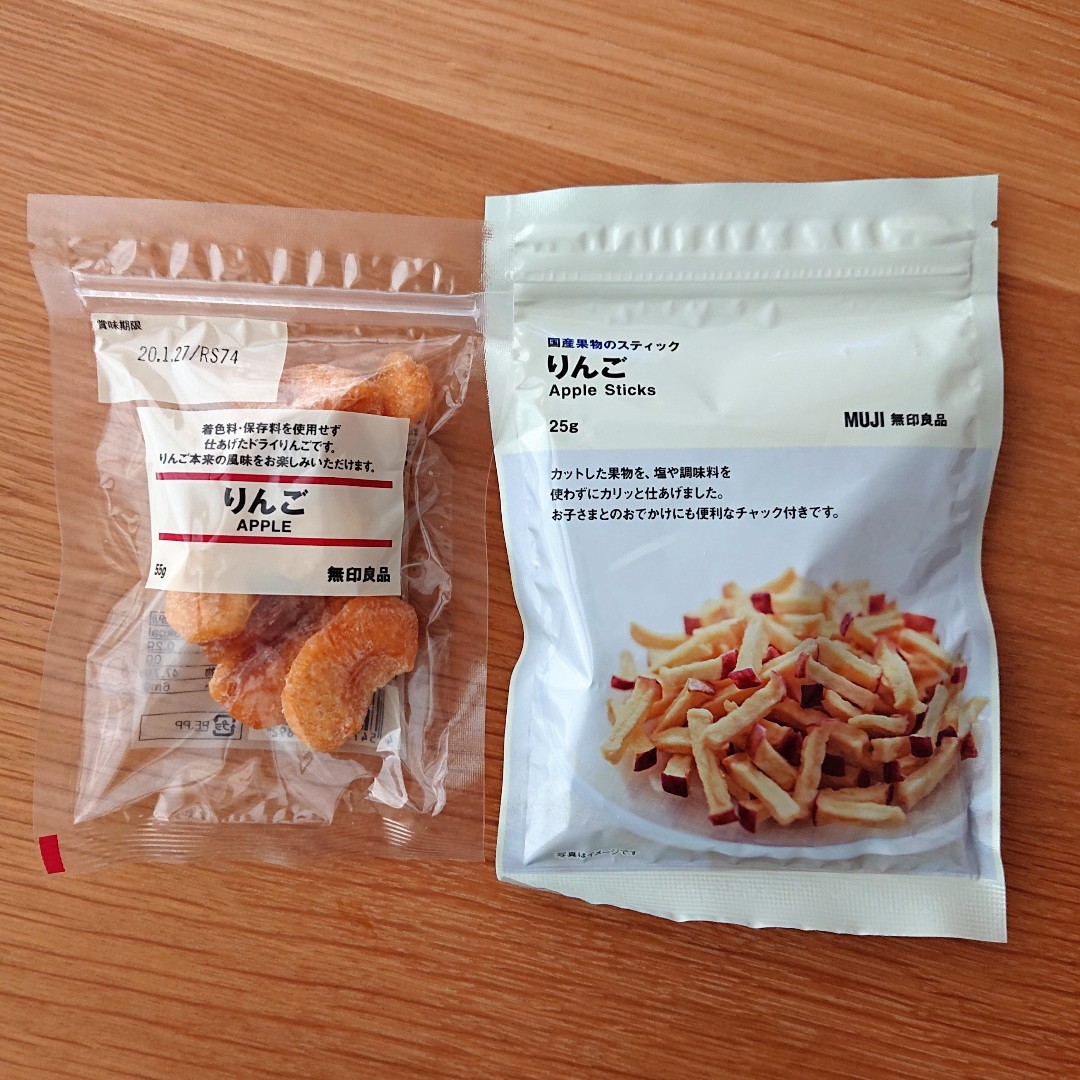 賞味期限
20.1.27/RS74
着色料・保存料を使用せず
仕あげたドライりんごです。
りんご本来の風味をお楽しみいただけます。
りんご
APPLE
55g
無印良品
PE,PP
国産果物のスティック
りんご
Apple Sticks
25g
MUJI 無印良品
カットした果物を、塩や調味料を
使わずにカリッと仕あげました。
お子さまとのおでかけにも便利なチャック付きです。
写真はイメージです